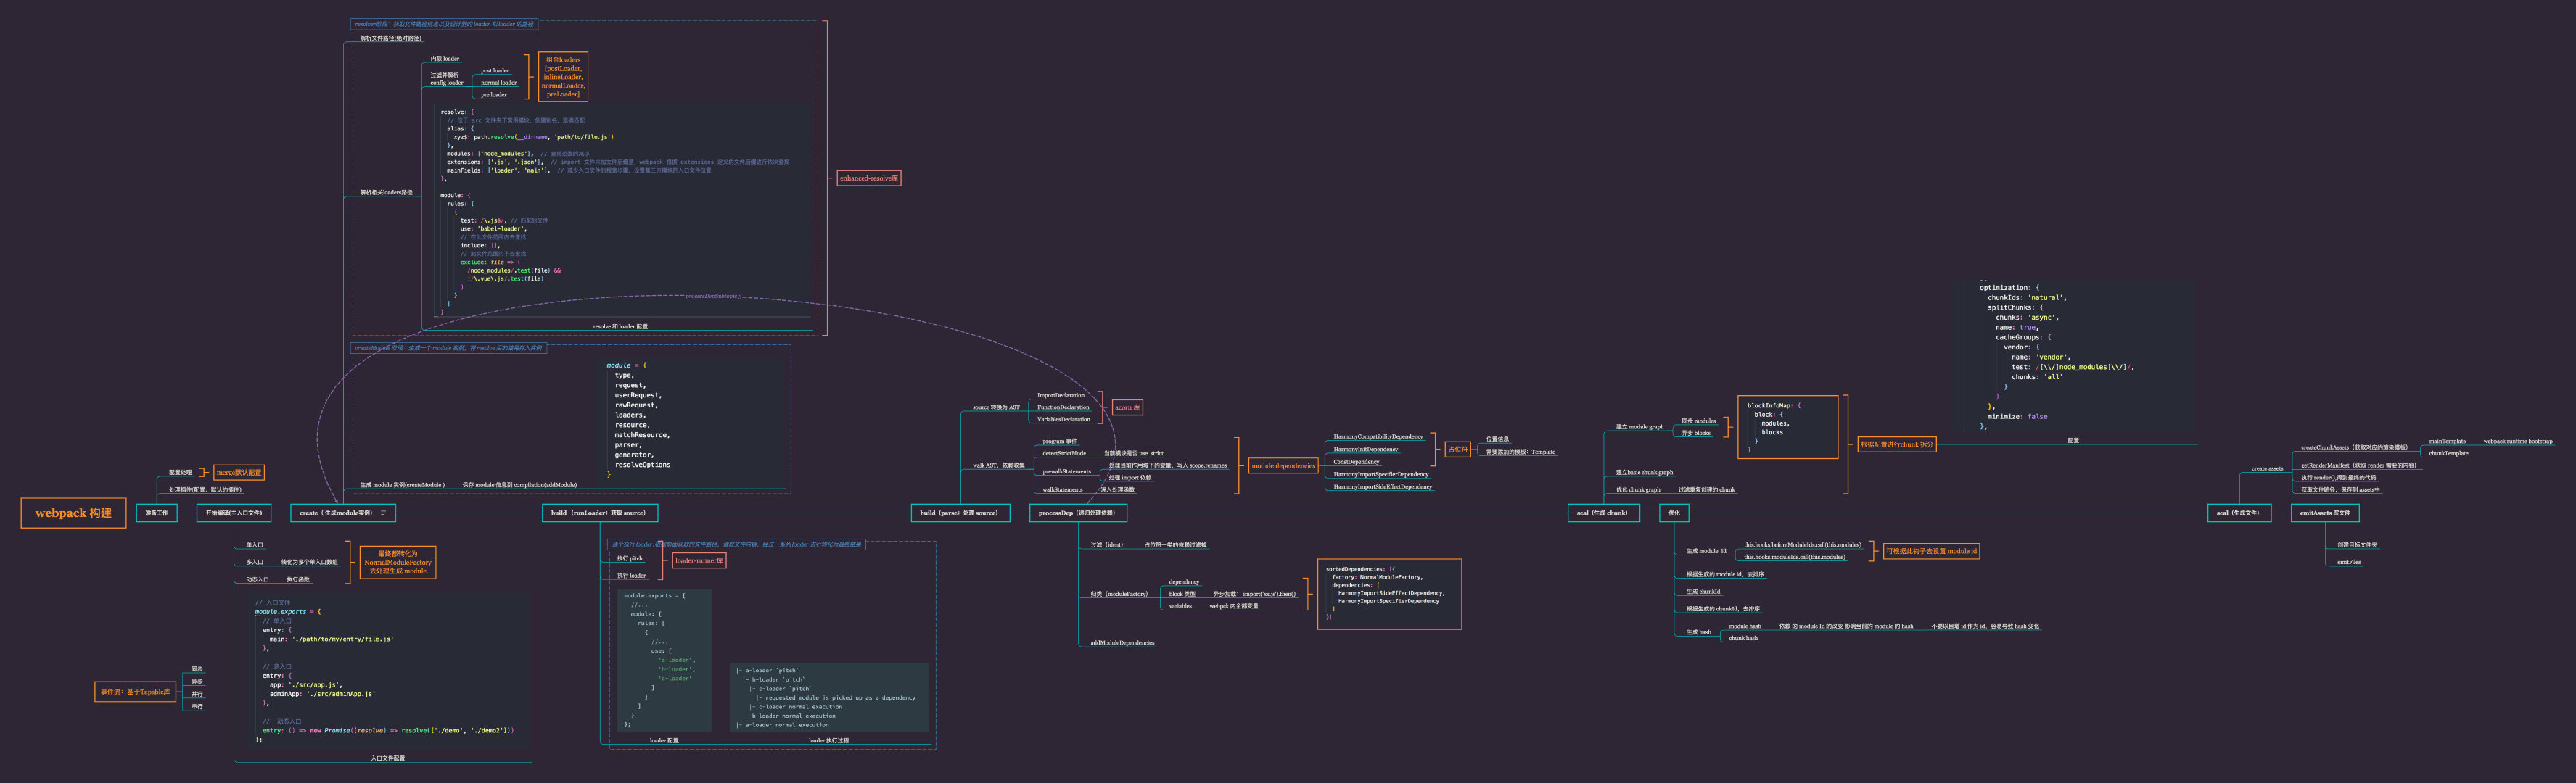 webpack 构建
准备工作
配置处理
merge默认配置
处理插件(配置、默认的插件)
事件流：基于Tapable库
同步
异步
并行
串行
开始编译(主入口文件)
单入口
多入口
转化为多个单入口数组
动态入口
执行函数
最终都转化为
NormalModuleFactory
去处理生成 module
// 入口文件
module.exports = {
// 单入口
entry: {
main: './path/to/my/entry/file.js'
},
// 多入口
entry: {
app: './src/app.js',
adminApp: './src/adminApp.js'
},
// 动态入口
entry: () => new Promise((resolve) => resolve(['./demo', './demo2']))
};
入口文件配置
create（ 生成module实例）
resolver阶段：获取文件路径信息以及设计到的 loader 和 loader 的路径
解析文件路径(绝对路径)
解析相关loaders路径
内联 loader
过滤并解析
config loader
post loader
normal loader
pre loader
组合loaders
[postLoader,
inlineLoader,
normalLoader,
preLoader]
resolve: {
// 位于 src 文件夹下常用模块，创建别名，准确匹配
alias: {
xyz$: path.resolve(__dirname, 'path/to/file.js')
},
modules: ['node_modules'], // 查找范围的减小
extensions: ['.js', '.json'], // import 文件未加文件后缀是，webpack 根据 extensions 定义的文件后缀进行依次查找
mainFields: ['loader', 'main'], // 减少入口文件的搜索步骤，设置第三方模块的入口文件位置
},
module: {
rules: [
{
test: /\.js$/, // 匹配的文件
use: 'babel-loader',
// 在此文件范围内去查找
include: [],
// 此文件范围内不去查找
exclude: file => (
/node_modules/.test(file) &&
!/\.vue\.js/.test(file)
)
}
]
}
resolve 和 loader 配置
enhanced-resolve库
processDep(Subtopic 3
createModule 阶段：生成一个 module 实例，将 resolve 后的结果存入实例
module = {
type,
request,
userRequest,
rawRequest,
loaders,
resource,
matchResource,
parser,
generator,
resolveOptions
}
生成 module 实例(createModule )
保存 module 信息到 compilation(addModule)
build （runLoader：获取 source）
逐个执行 loader:根据前面获取的文件路径，读取文件内容，经过一系列 loader 进行转化为最终结果
执行 pitch
执行 loader
loader-runner库
module.exports = {
//...
module: {
rules: [
{
//...
use: [
'a-loader',
'b-loader',
'c-loader'
]
}
]
}
};
loader 配置
|- a-loader `pitch`
|- b-loader `pitch`
|- c-loader `pitch`
|- requested module is picked up as a dependency
|- c-loader normal execution
|- b-loader normal execution
|- a-loader normal execution
loader 执行过程
build（parse：处理 source）
source 转换为 AST
ImportDeclaration
FunctionDeclaration
VariablesDeclaration
acorn 库
walk AST，依赖收集
program 事件
detectStrictMode
当前模块是否 use strict
prewalkStatements
处理当前作用域下的变量，写入 scope.renames
处理 import 依赖
walkStatements
深入处理函数
module.dependencies
HarmonyCompatibilityDependency
HarmonyInitDependency
ConstDependency
HarmonyImportSpecifierDependency
HarmonyImportSideEffectDependency
占位符
位置信息
需要添加的模板：Template
processDep（递归处理依赖）
过滤（ident）
占位符一类的依赖过滤掉
归类（moduleFactory）
dependency
block 类型
异步加载： import('xx.js').then()
variables
webpck 内全部变量
sortedDependencies: [{
factory: NormalModuleFactory,
dependencies: [
HarmonyImportSideEffectDependency,
HarmonyImportSpecifierDependency
]
}]
addModuleDependencies
seal（生成 chunk）
建立 module graph
同步 modules
异步 blocks
blockInfoMap: {
block: {
modules,
blocks
}
}
建立basic chunk graph
优化 chunk graph
过滤重复创建的 chunk
根据配置进行chunk 拆分
optimization: {
chunkIds: 'natural',
splitChunks: {
chunks: 'async',
name: true,
cacheGroups: {
vendor: {
name: 'vendor',
test: /[\\/]node_modules[\\/]/,
chunks: 'all'
}
}
},
minimize: false
},
配置
优化
生成 module Id
this.hooks.beforeModuleIds.call(this.modules)
this.hooks.moduleIds.call(this.modules)
可根据此钩子去设置 module id
根据生成的 module id，去排序
生成 chunkId
根据生成的 chunkId，去排序
生成 hash
module hash
依赖 的 module Id 的改变 影响当前的 module 的 hash
不要以自增 id 作为 id，容易导致 hash 变化
chunk hash
seal（生成文件）
create assets
createChunkAssets（获取对应的渲染模板）
mainTemplate
webpack runtime bootstrap
chunkTemplate
getRenderManifest（获取 render 需要的内容）
执行 render(),得到最终的代码
获取文件路径，保存到 assets中
emitAssets 写文件
创建目标文件夹
emitFiles